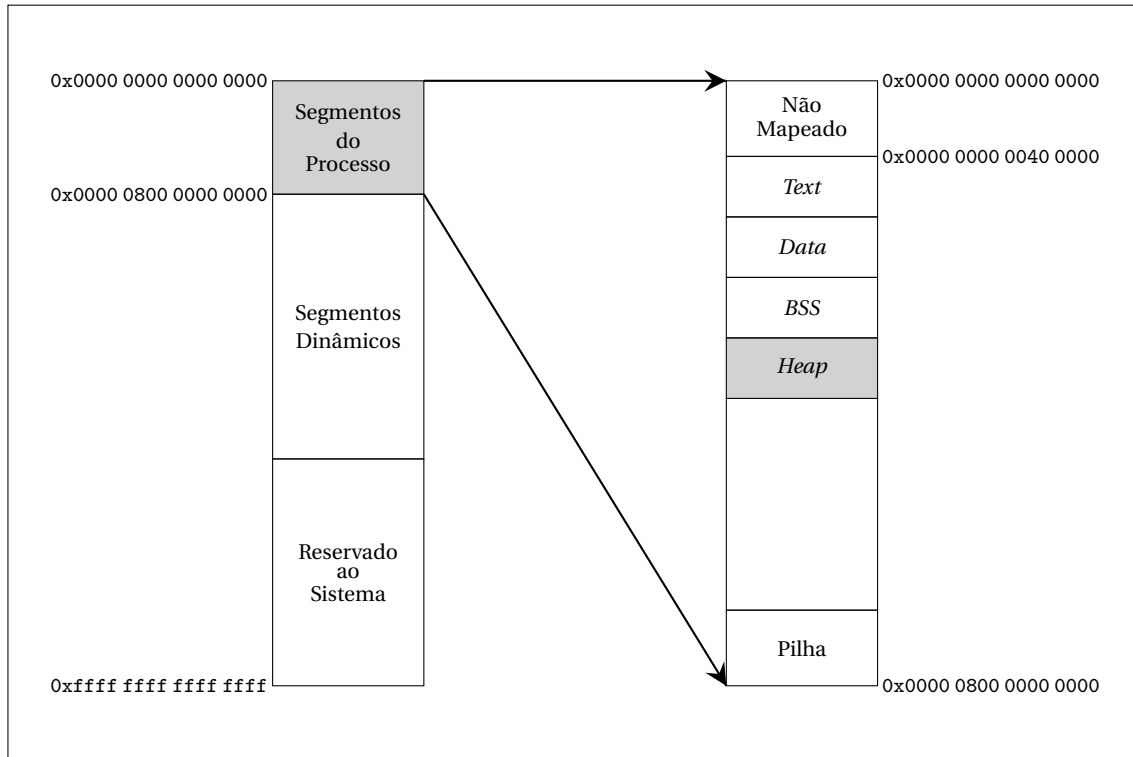 0x0000 0000 0000 0000
Segmentos
do
Processo
0x0000 0800 0000 0000
Segmentos
Dinâmicos
Reservado
ao
Sistema
0xffff ffff ffff ffff
0x0000 0000 0000 0000
Não
Mapeado
0x0000 0000 0040 0000
Text
Data
BSS
Heap
Pilha
0x0000 0800 0000 0000